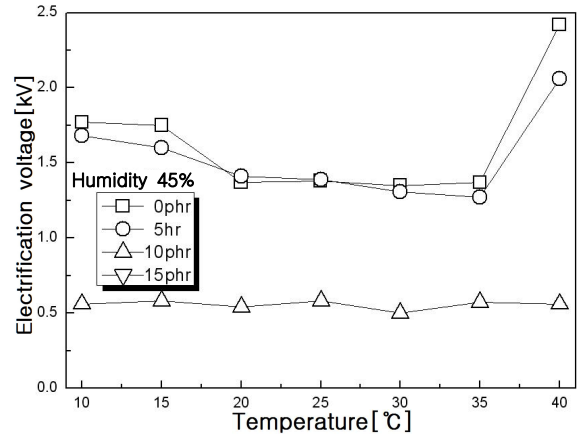 2.5
2.0
1.5
1.0
0.5
0.0
Electrification voltage[kV]
Humidity 45%
0phr
5hr
10phr
15phr
10 15 20 25 30 35 40
Temperature[℃]